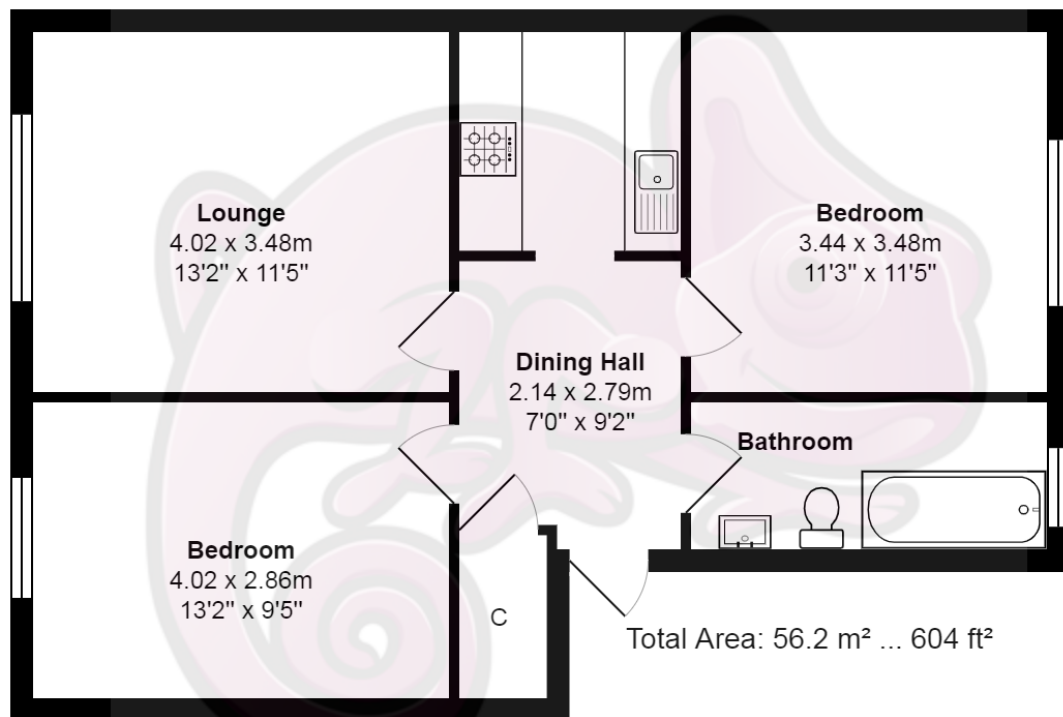 Lounge
4.02 x 3.48m
13'2" x 11'5"
Bedroom
3.44 x 3.48m
11'3" x 11'5"
Dining Hall
2.14 x 2.79m
7'0" x 9'2"
Bathroom
Bedroom
4.02 x 2.86m
13'2" x 9'5"
C
Total Area: 56.2 m² ... 604 ft²